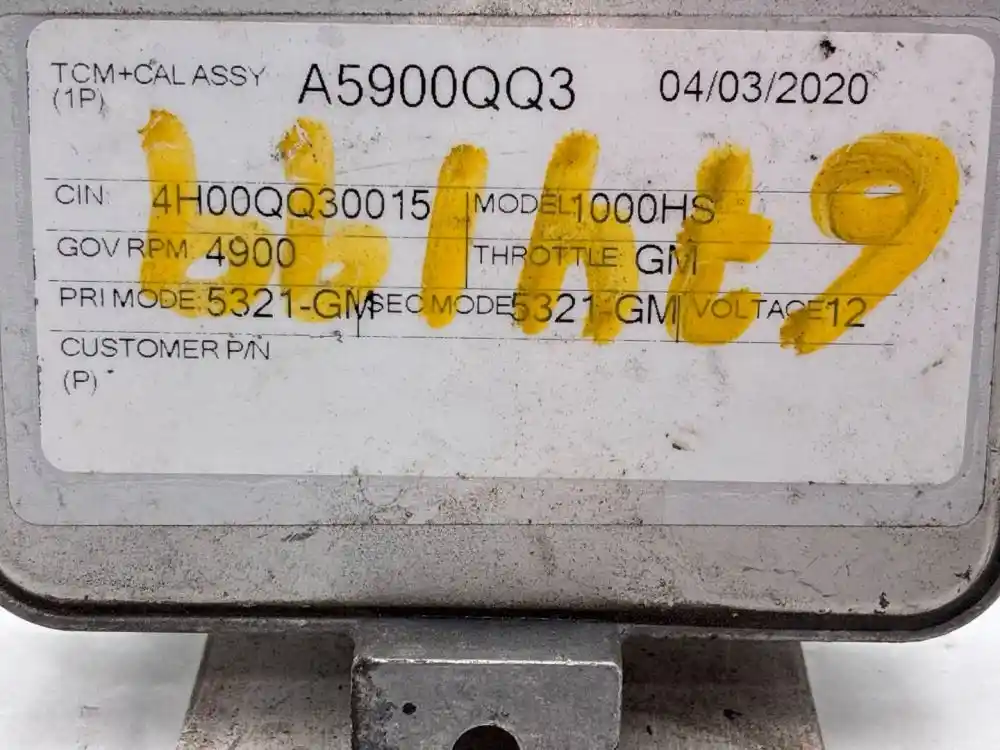 TCM+CAL ASSY A5900QQ3 04/03/2020
(1P)
CIN: 4H00QQ30015 MODEL 1000HS
GOV RPM: 4900 THROTTLE: GM
PRI MODE: 5321-GM SEC MODE 5321-GM VOLTAGE 12
CUSTOMER P/N
(P)